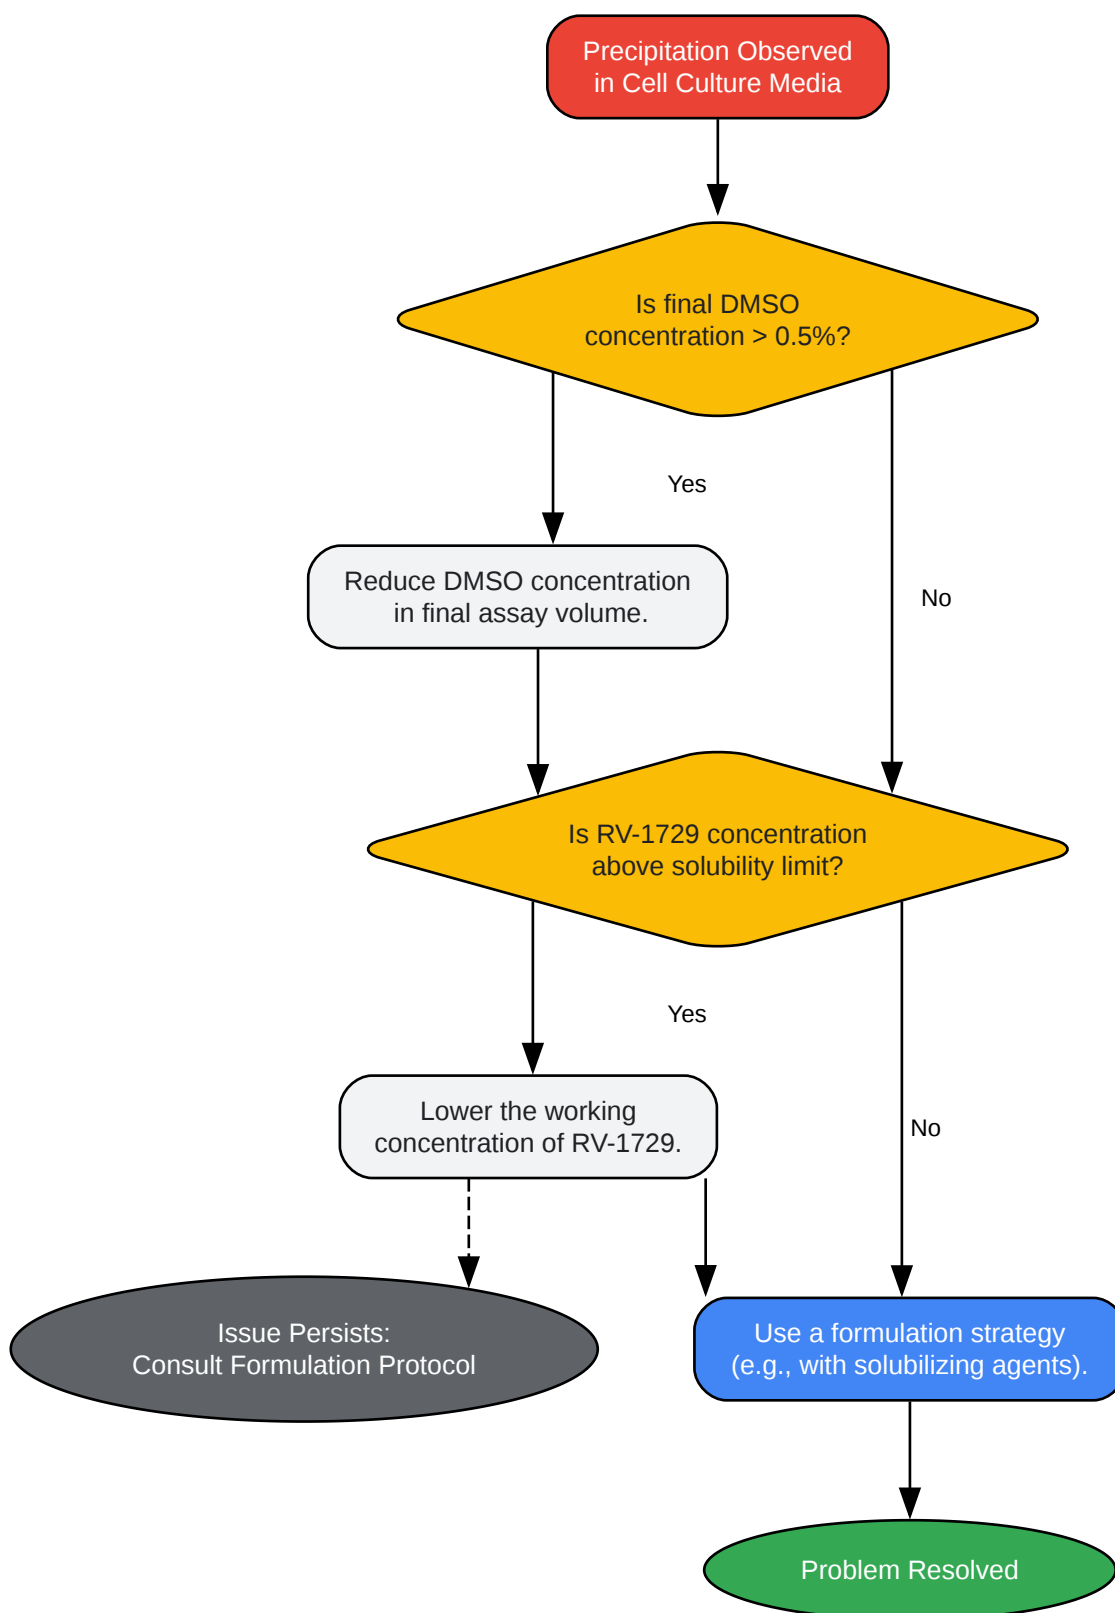 Precipitation Observed
in Cell Culture Media
Is final DMSO
concentration > 0.5%?
Yes
Reduce DMSO concentration
in final assay volume.
No
Is RV-1729 concentration
above solubility limit?
Yes
Lower the working
concentration of RV-1729.
No
Issue Persists:
Consult Formulation Protocol
Use a formulation strategy
(e.g., with solubilizing agents).
Problem Resolved